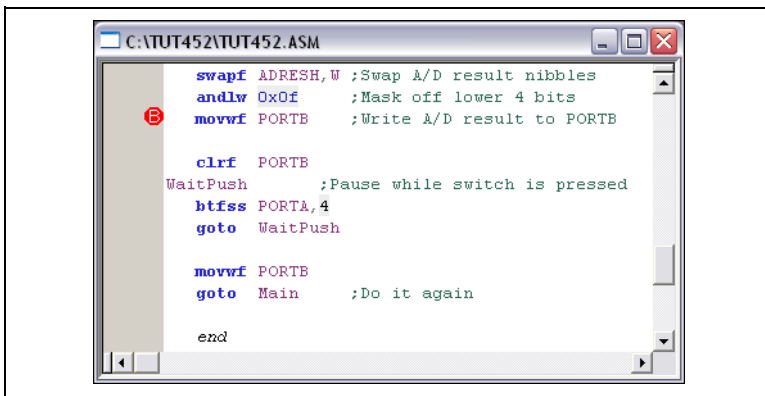 C:\TUT452\TUT452.ASM
swapf ADRESH,W ;Swap A/D result nibbles
andlw 0x0f ;Mask off lower 4 bits
B movwf PORTB ;Write A/D result to PORTB
clrf PORTB
WaitPush ;Pause while switch is pressed
btfss PORTA,4
goto WaitPush
movwf PORTB
goto Main ;Do it again
end